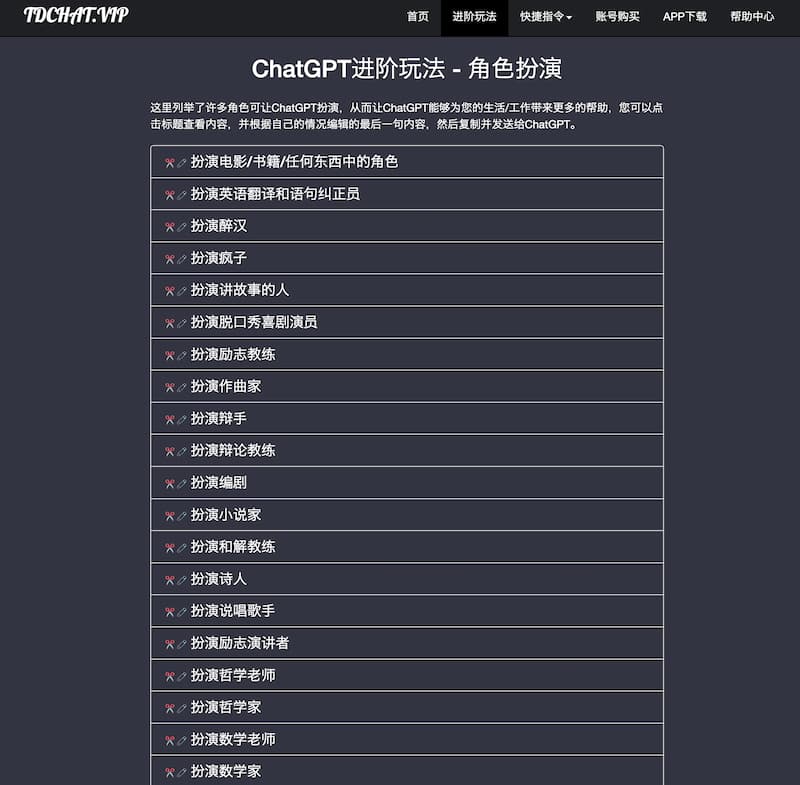 TDCHAT.VIP
首页 进阶玩法 快捷指令 账号购买 APP下载 帮助中心
ChatGPT进阶玩法 - 角色扮演
这里列举了许多角色可让ChatGPT扮演，从而让ChatGPT能够为您的生活/工作带来更多的帮助，您可以点
击标题查看内容，并根据自己的情况编辑的最后一句内容，然后复制并发送给ChatGPT。
扮演电影/书籍/任何东西中的角色
扮演英语翻译和语句纠正员
扮演醉汉
扮演疯子
扮演讲故事的人
扮演脱口秀喜剧演员
扮演励志教练
扮演作曲家
扮演辩手
扮演辩论教练
扮演编剧
扮演小说家
扮演和解教练
扮演诗人
扮演说唱歌手
扮演励志演讲者
扮演哲学老师
扮演哲学家
扮演数学老师
扮演数学家